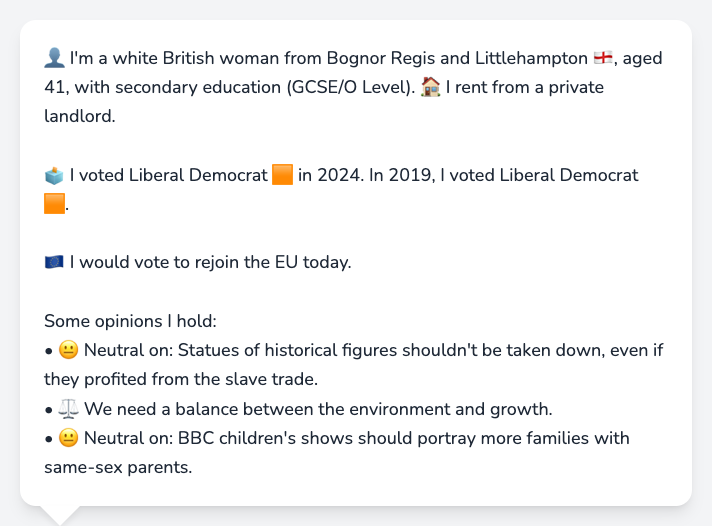 👤 I'm a white British woman from Bognor Regis and Littlehampton 🏴󠁧󠁢󠁥󠁮󠁧󠁿, aged
41, with secondary education (GCSE/O Level). 🏠 I rent from a private
landlord.
🗳️ I voted Liberal Democrat 🟧 in 2024. In 2019, I voted Liberal Democrat
🟧.
🇪🇺 I would vote to rejoin the EU today.
Some opinions I hold:
• 😐 Neutral on: Statues of historical figures shouldn't be taken down, even if
they profited from the slave trade.
• ⚖️ We need a balance between the environment and growth.
• 😐 Neutral on: BBC children's shows should portray more families with
same-sex parents.